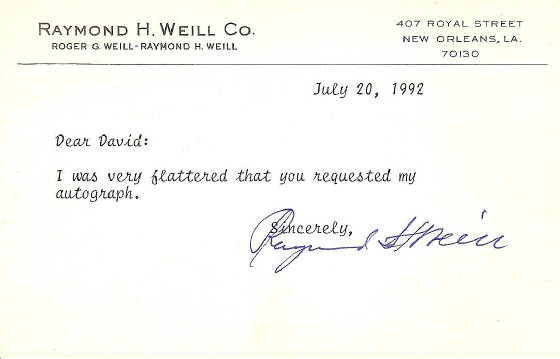 RAYMOND H. WEILL CO.
ROGER G. WEILL-RAYMOND H. WEILL
407 ROYAL STREET
NEW ORLEANS, LA.
70130
July 20, 1992
Dear David:
I was very flattered that you requested my
autograph.
Sincerely,
Raymond H Weill